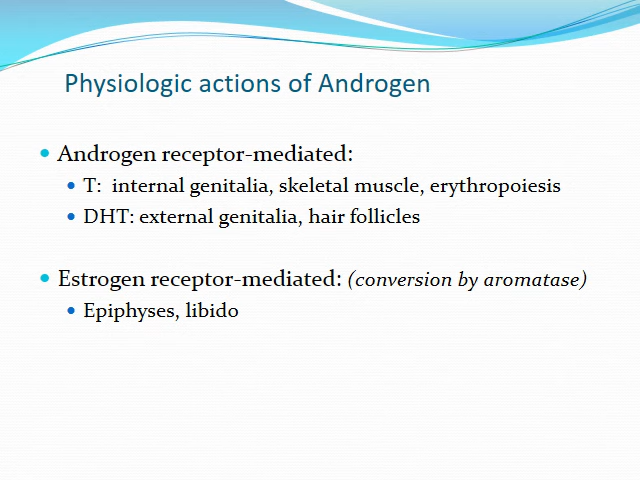 Physiologic actions of Androgen
• Androgen receptor-mediated:
• T: internal genitalia, skeletal muscle, erythropoiesis
• DHT: external genitalia, hair follicles
• Estrogen receptor-mediated: (conversion by aromatase)
• Epiphyses, libido